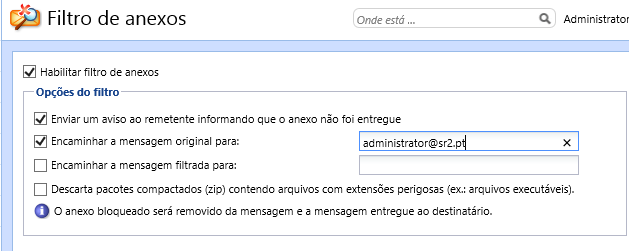 Filtro de anexos
Onde está ...
Administrator
Habilitar filtro de anexos
Opções do filtro
Enviar um aviso ao remetente informando que o anexo não foi entregue
Encaminhar a mensagem original para:
administrator@sr2.pt
Encaminhar a mensagem filtrada para:
Descarta pacotes compactados (zip) contendo arquivos com extensões perigosas (ex.: arquivos executáveis).
O anexo bloqueado será removido da mensagem e a mensagem entregue ao destinatário.